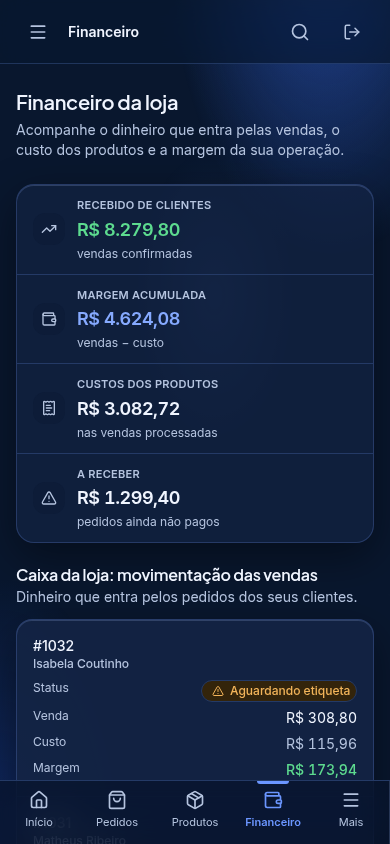 Financeiro
Financeiro da loja
Acompanhe o dinheiro que entra pelas vendas, o
custo dos produtos e a margem da sua operação.
RECEBIDO DE CLIENTES
R$ 8.279,80
vendas confirmadas
MARGEM ACUMULADA
R$ 4.624,08
vendas − custo
CUSTOS DOS PRODUTOS
R$ 3.082,72
nas vendas processadas
A RECEBER
R$ 1.299,40
pedidos ainda não pagos
Caixa da loja: movimentação das vendas
Dinheiro que entra pelos pedidos dos seus clientes.
#1032
Isabela Coutinho
Status Aguardando etiqueta
Venda R$ 308,80
Custo R$ 115,96
Margem R$ 173,94
Início Pedidos Produtos Financeiro Mais
Matheus Ribeiro